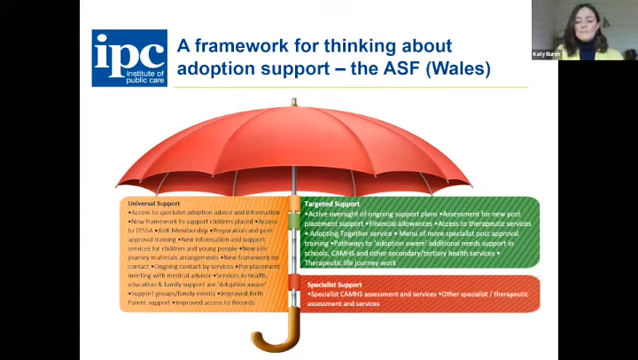 ipc
institute of
public care
A framework for thinking about
adoption support – the ASF (Wales)
Katy Burch
Universal Support
•Access to specialist adoption advice and information
•New framework to support children placed •Access
to TESSA •AUK Membership •Preparation and post
approval training •New information and support
services for children and young people •New Life
journey materials arrangements •New framework for
contact •Ongoing contact by services •Pre placement
meeting with medical advisor •Services in health,
education & family support are 'Adoption aware'
•Support groups/family events •Improved Birth
Parent support •Improved access to Records
Targeted Support
•Active oversight of ongoing support plans •Assessment for new post
placement support •Financial allowances •Access to therapeutic services
•Adopting Together service •Menu of more specialist post approval
training •Pathways to 'adoption aware' additional needs support in
schools, CAMHS and other secondary/tertiary health services •
Therapeutic life journey work
Specialist Support
•Specialist CAMHS assessment and services •Other specialist / therapeutic
assessment and services